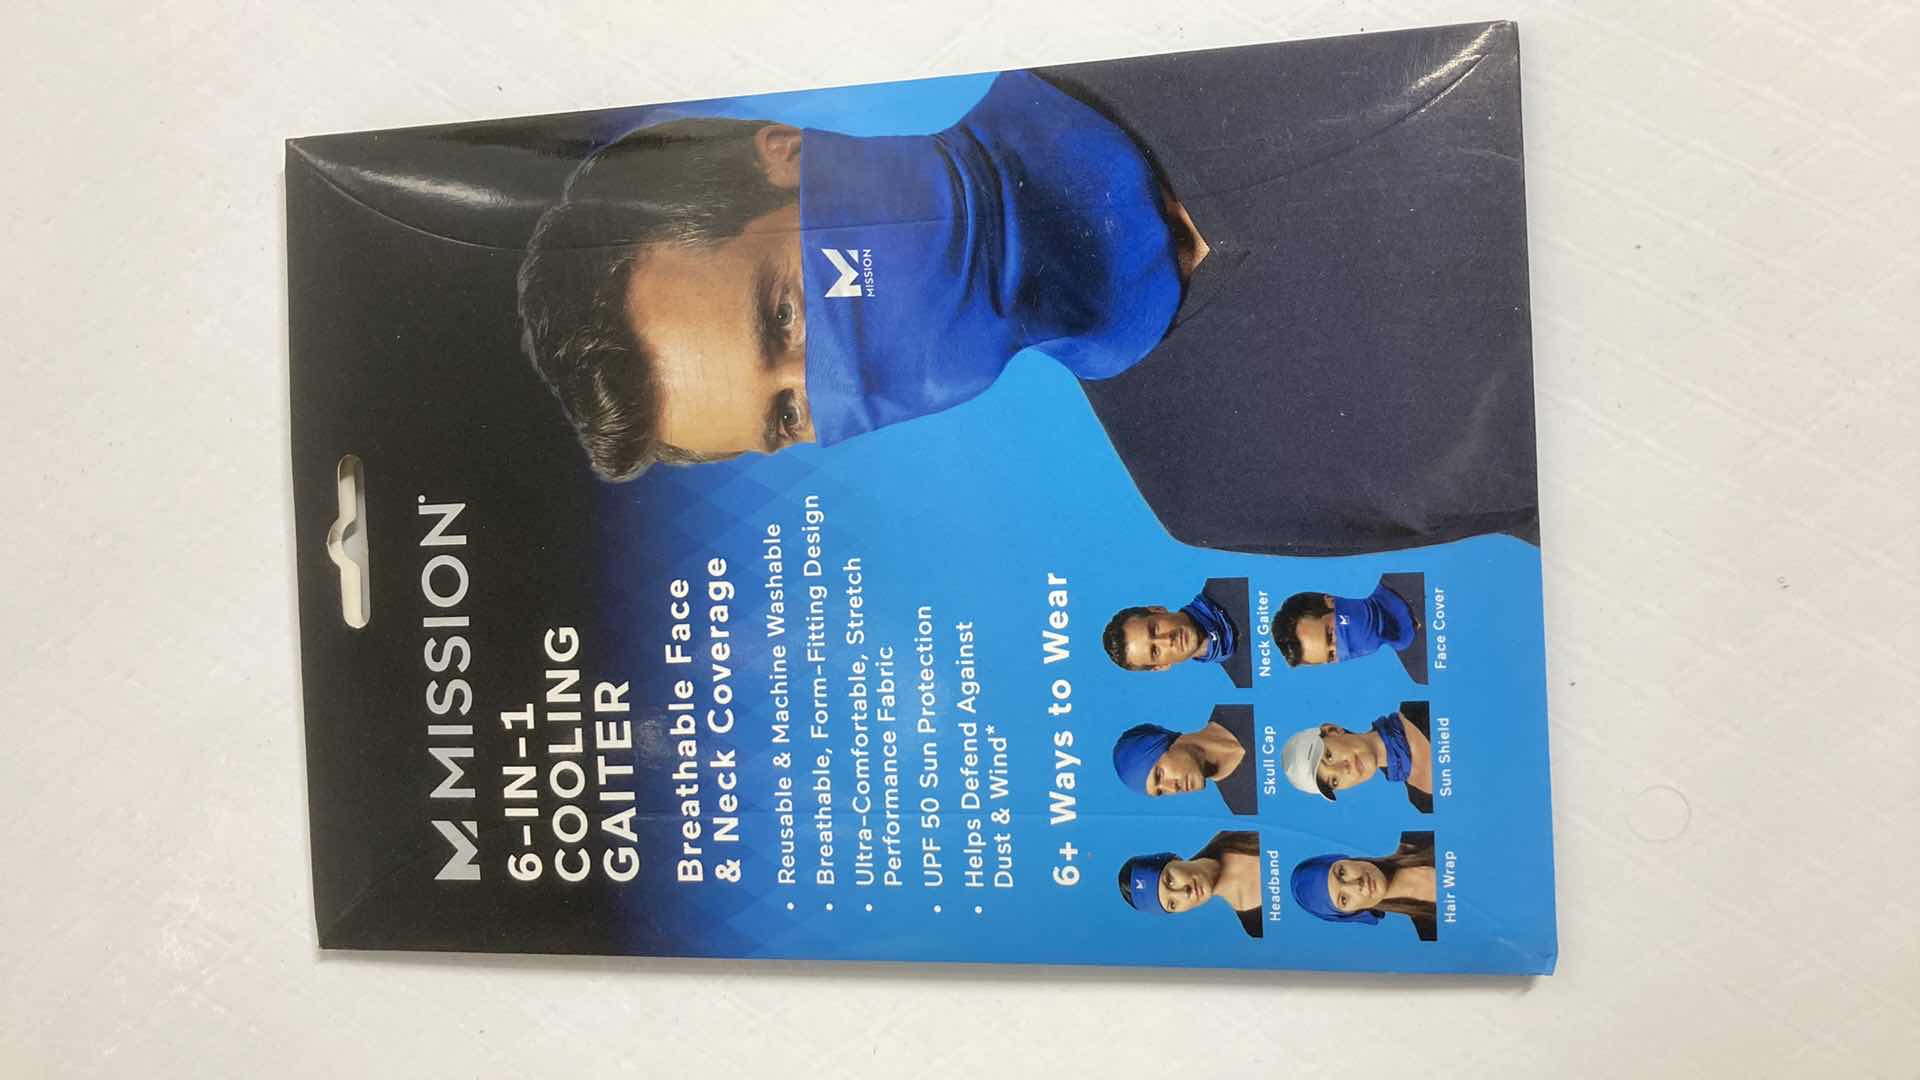 MISSION
6-IN-1
COOLING
GAITER
Breathable Face
& Neck Coverage
• Reusable & Machine Washable
• Breathable, Form-Fitting Design
• Ultra-Comfortable, Stretch
Performance Fabric
• UPF 50 Sun Protection
• Helps Defend Against
Dust & Wind*
6+ Ways to Wear
Headband
Skull Cap
Neck Gaiter
Hair Wrap
Sun Shield
Face Cover
MISSION